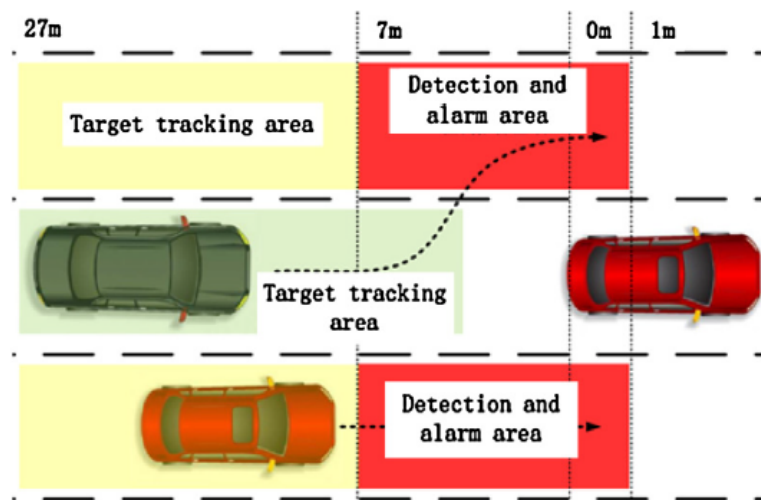 27m
7m
0m
1m
Target tracking area
Detection and
alarm area
Target tracking
area
Detection and
alarm area